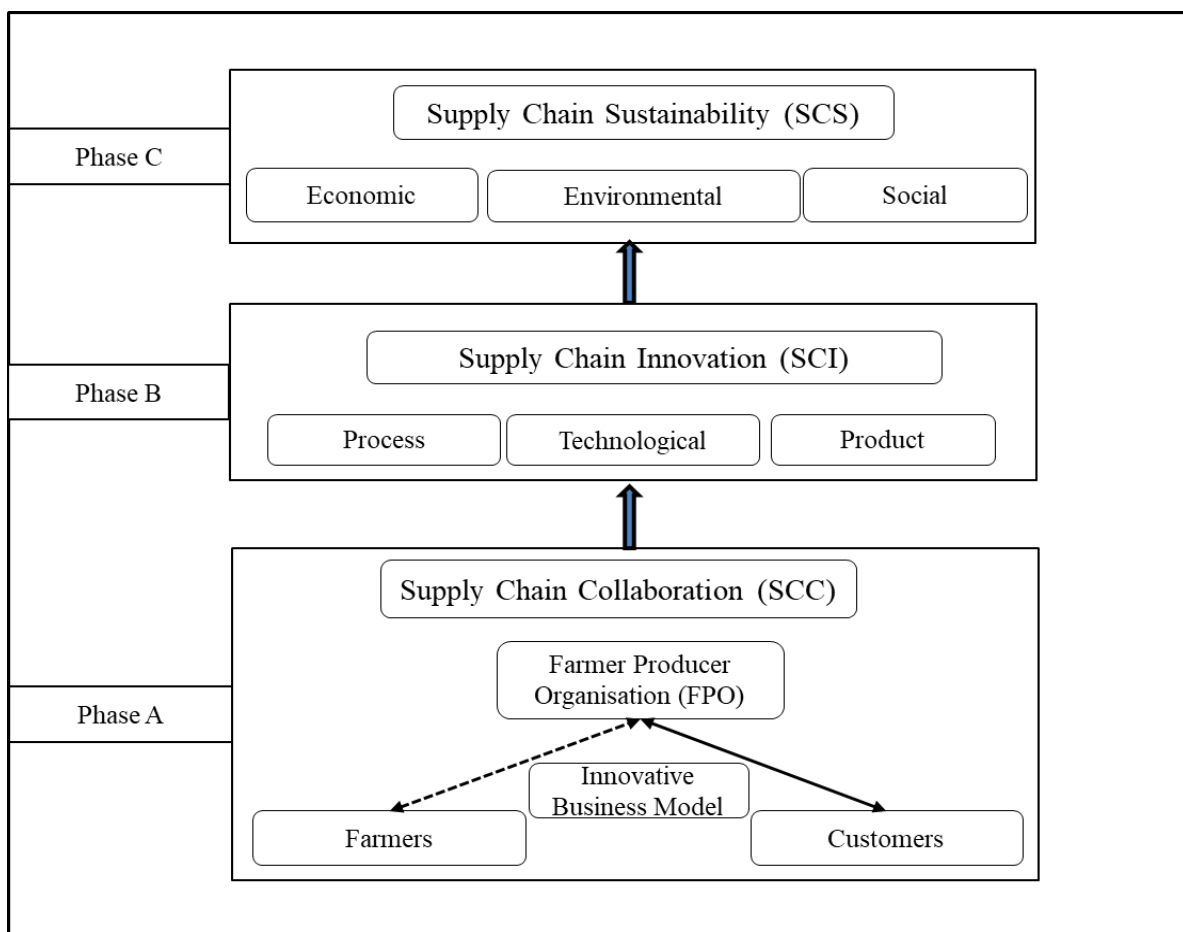 Supply Chain Sustainability (SCS)
Phase C
Economic
Environmental
Social
Supply Chain Innovation (SCI)
Phase B
Process
Technological
Product
Supply Chain Collaboration (SCC)
Farmer Producer
Organisation (FPO)
Phase A
Innovative
Business Model
Farmers
Customers